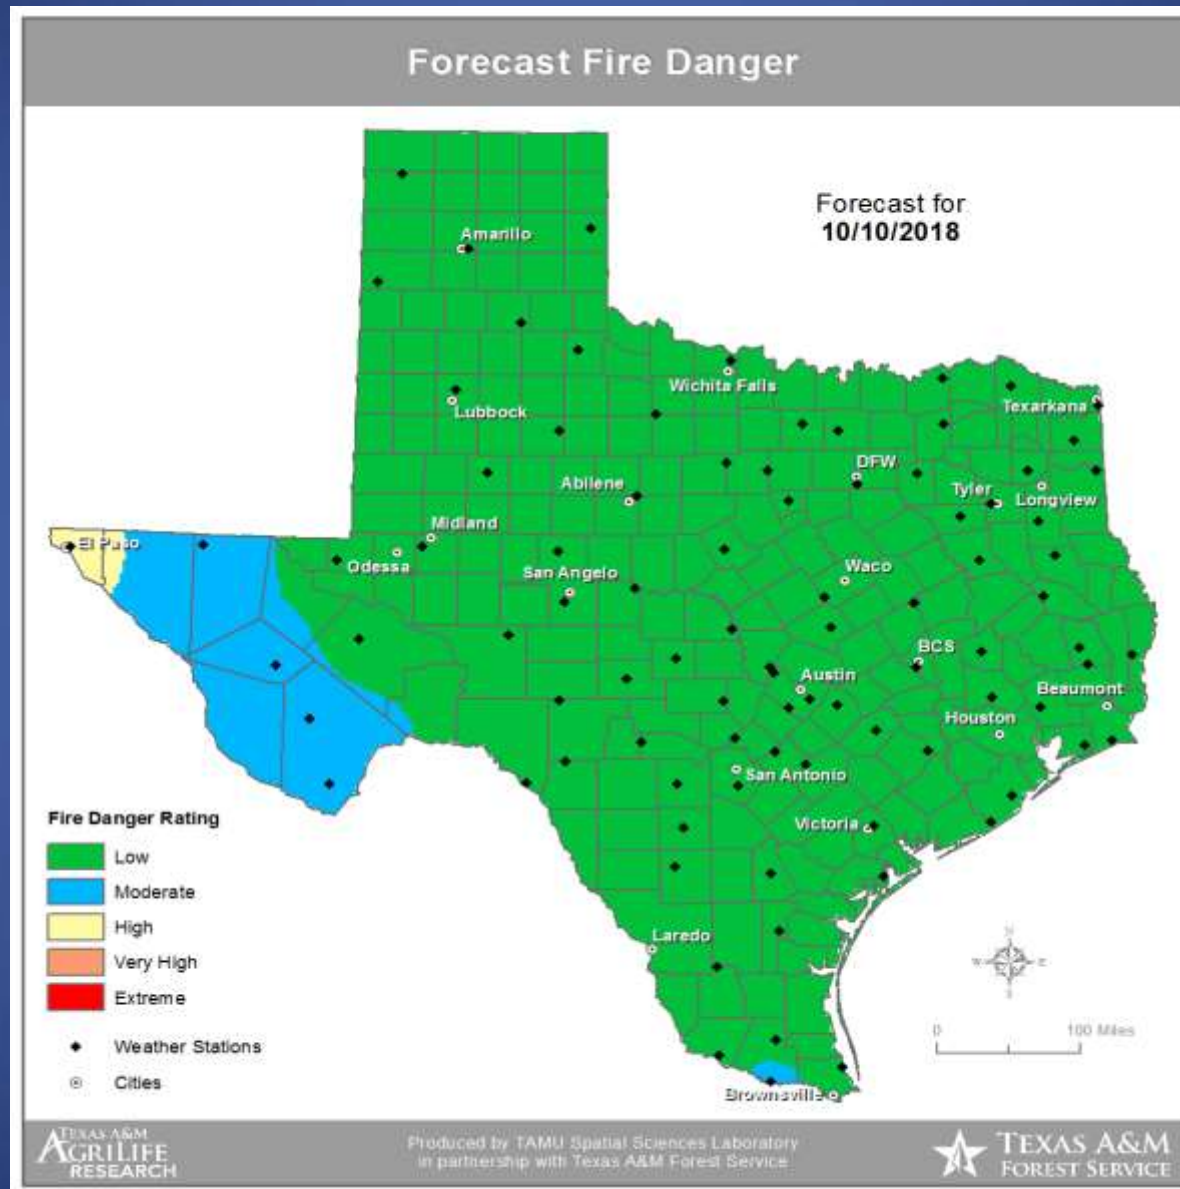 Forecast Fire Danger
Forecast for
10/10/2018
Amarillo
Wichita Falls
Lubbock
Texarkana
DFW
Abilene
Tyler
Longview
Midland
El Paso
Odessa
San Angelo
Waco
BCS
Austin
Beaumont
Houston
San Antonio
Victoria
Laredo
Brownsville
Fire Danger Rating
Low
Moderate
High
Very High
Extreme
Weather Stations
Cities
N
W
E
S
0
100 Miles
TEXAS A&M
AGRILIFE
RESEARCH
Produced by TAMU Spatial Sciences Laboratory
in partnership with Texas A&M Forest Service
TEXAS A&M
FOREST SERVICE